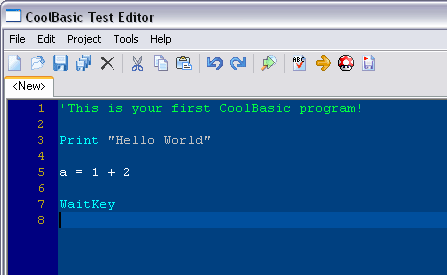 CoolBasic Test Editor
File Edit Project Tools Help
ABC
<New>
1 'This is your first CoolBasic program!
2
3 Print "Hello World"
4
5 a = 1 + 2
6
7 WaitKey
8